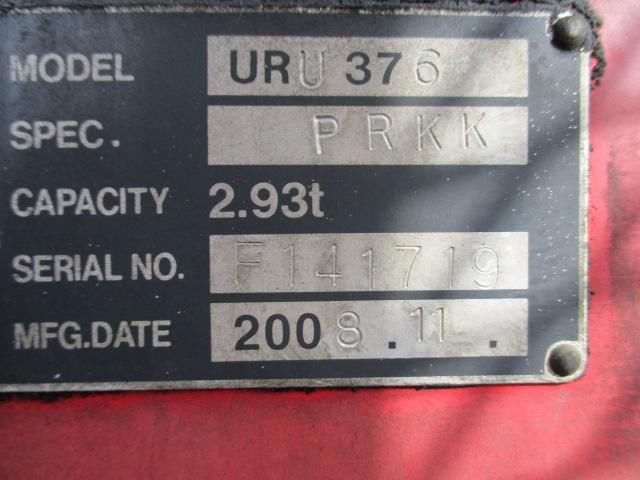 MODEL URU 376
SPEC. PRKK
CAPACITY 2.93t
SERIAL NO. F141719
MFG.DATE 2008 . 11 .